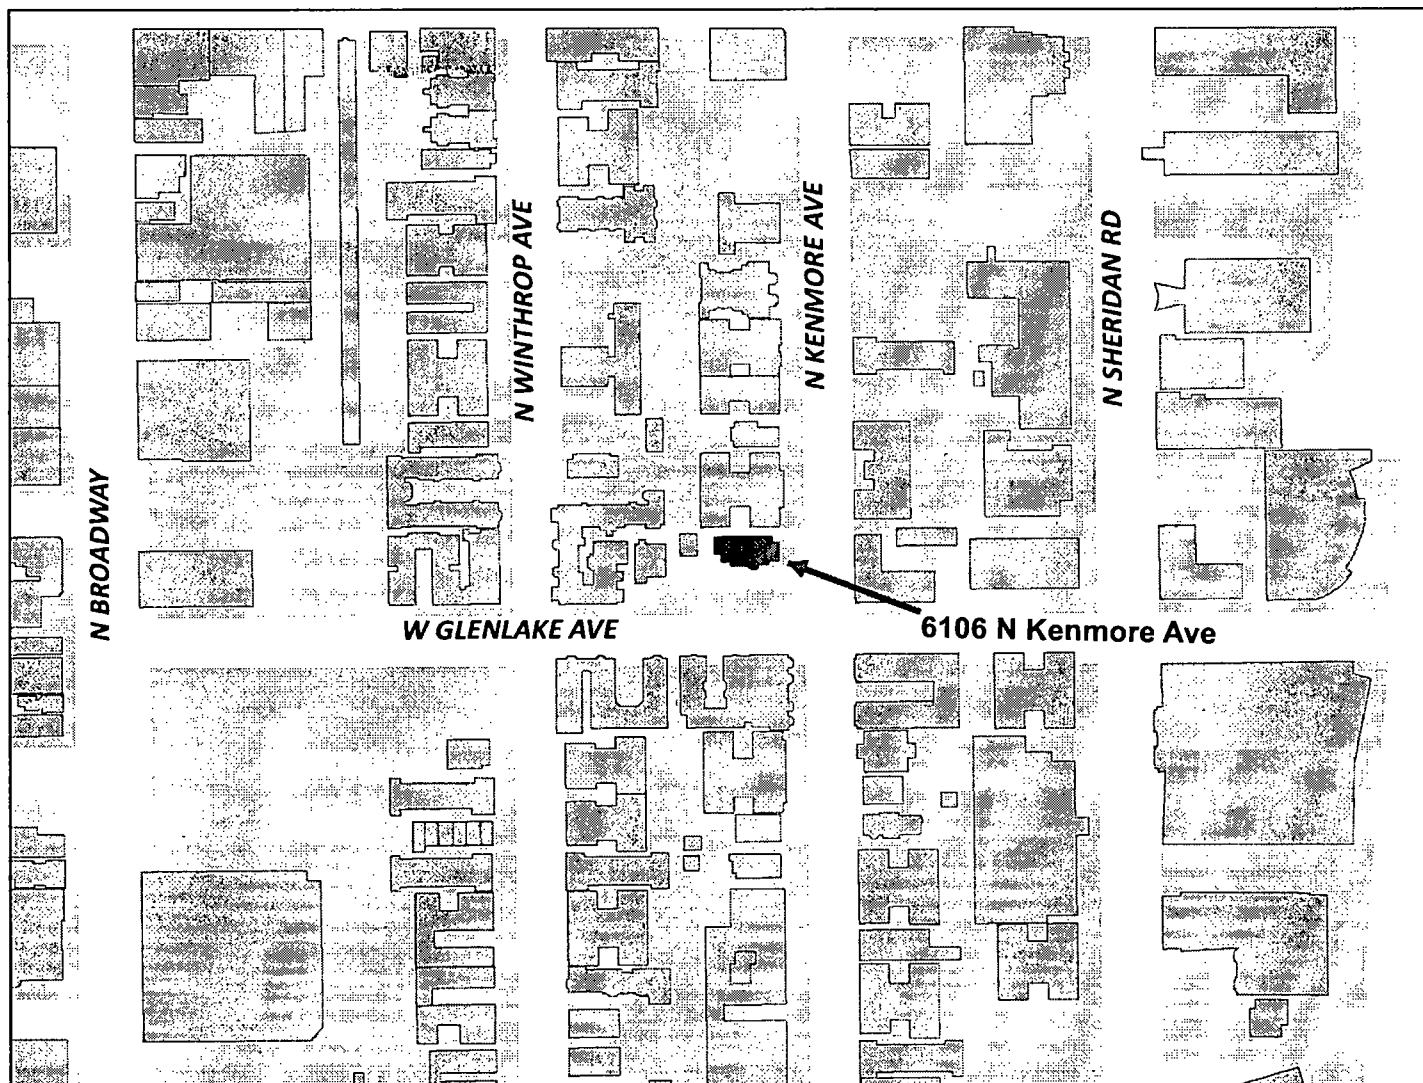 N BROADWAY
N WINTHROP AVE
N KENMORE AVE
N SHERIDAN RD
W GLENLAKE AVE
6106 N Kenmore Ave